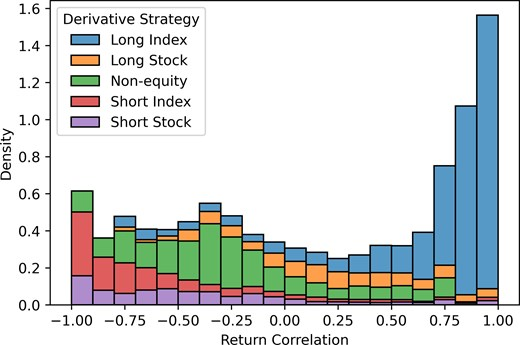 Derivative Strategy
Long Index
Long Stock
Non-equity
Short Index
Short Stock
Density
1.6
1.4
1.2
1.0
0.8
0.6
0.4
0.2
0.0
−1.00 −0.75 −0.50 −0.25 0.00 0.25 0.50 0.75 1.00
Return Correlation